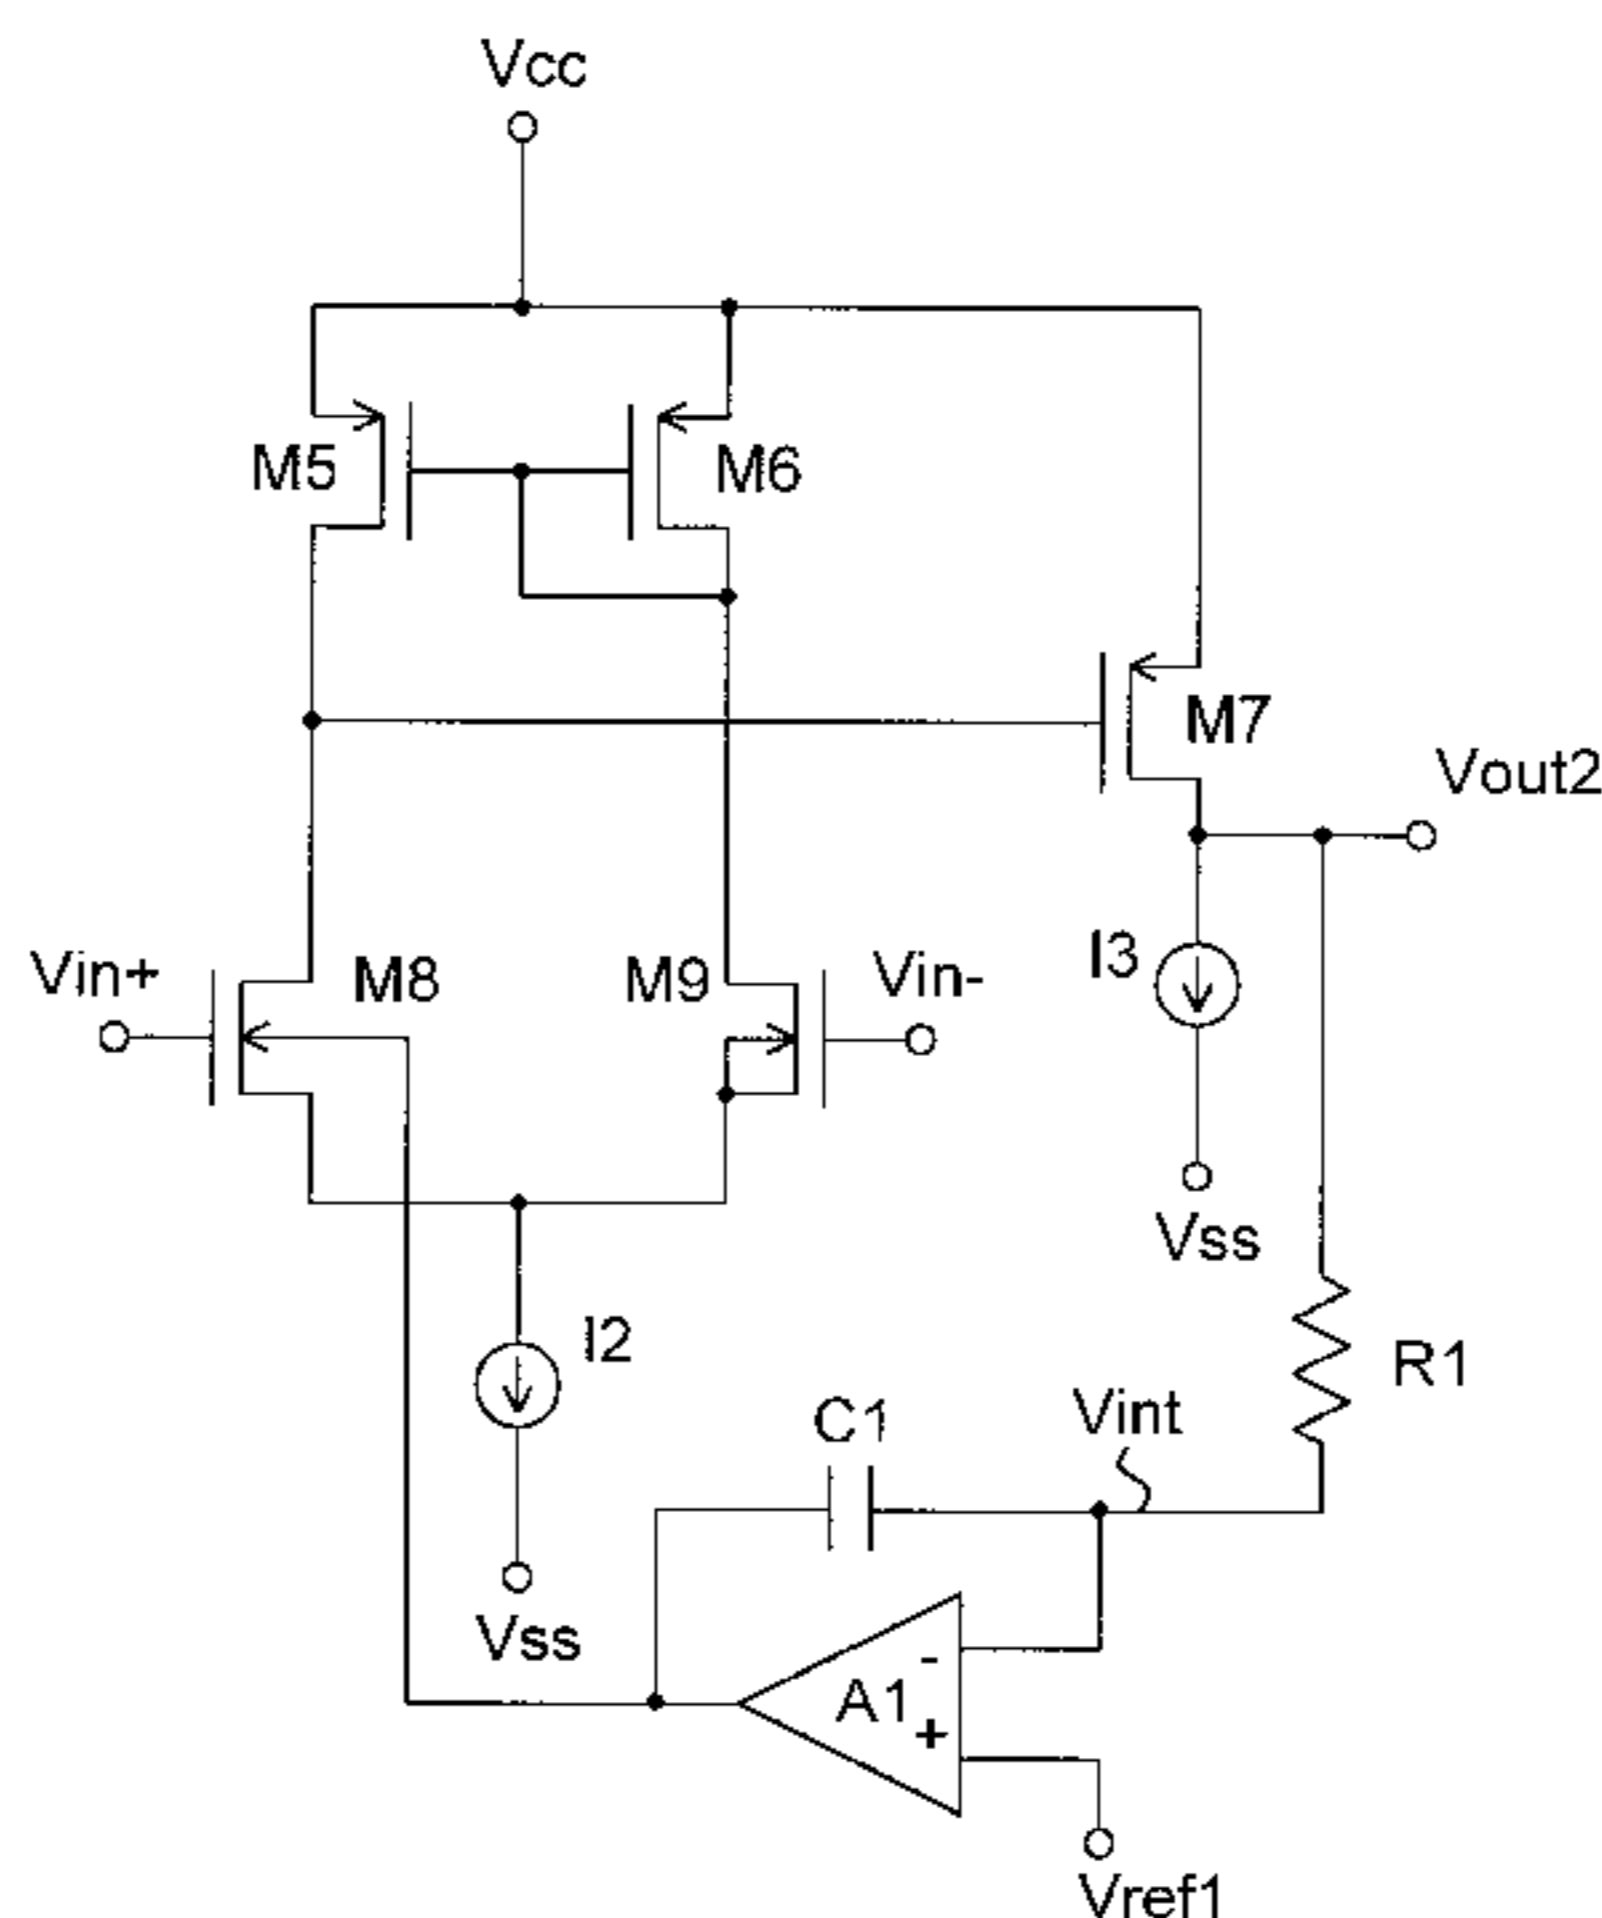 Vcc
M5
M6
M7
Vout2
Vin+
M8
M9
Vin-
I3
Vss
I2
R1
C1
Vint
Vss
-
A1
+
Vref1